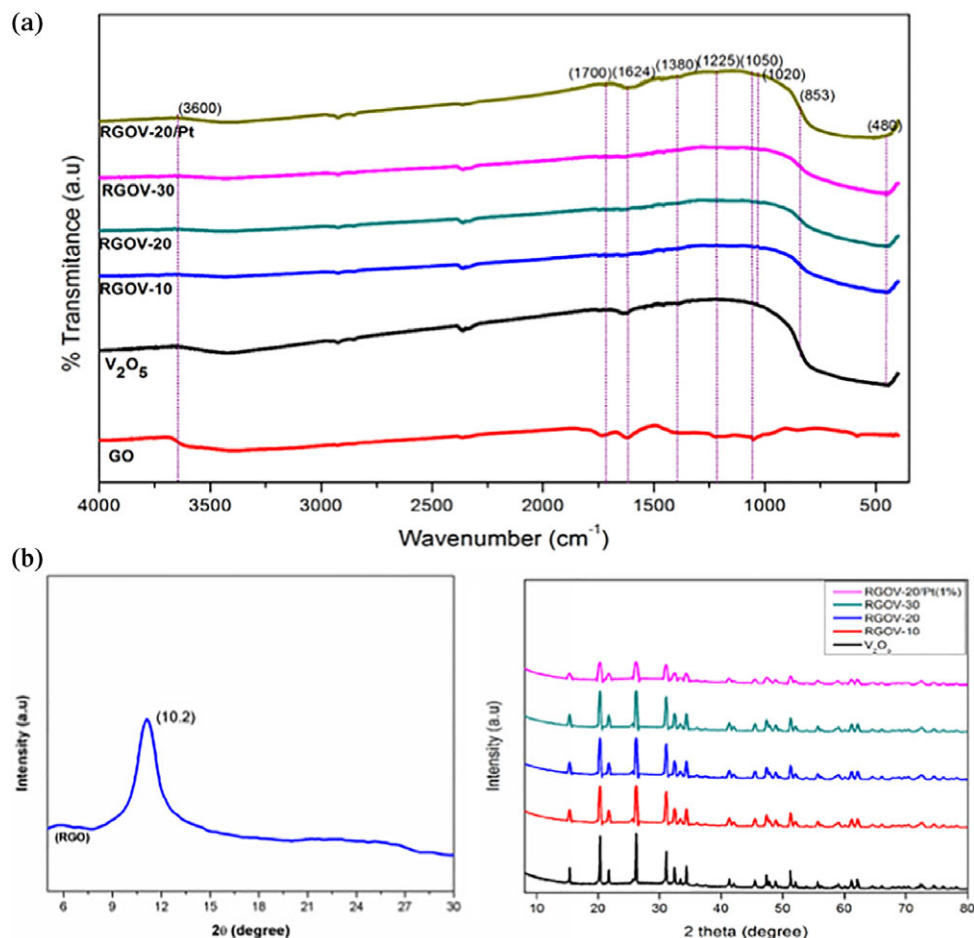 (a)
(1700)
(1624)
(1380)
(1225)
(1050)
(1020)
(853)
(480)
(3600)
RGOV-20/Pt
RGOV-30
RGOV-20
RGOV-10
V2O5
GO
% Transmitance (a.u)
4000 3500 3000 2500 2000 1500 1000 500
Wavenumber (cm-1)
(b)
Intensity (a.u)
(10.2)
(RGO)
6 9 12 15 18 21 24 27 30
2θ (degree)
Intensity (a.u)
RGOV-20/Pt(1%)
RGOV-30
RGOV-20
RGOV-10
V2O5
10 20 30 40 50 60 70 80
2 theta (degree)